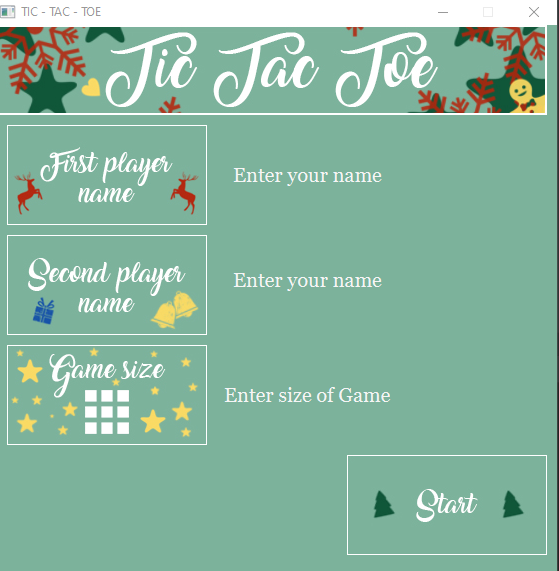 TIC - TAC - TOE
Tic Tac Toe
First player
name
Enter your name
Second player
name
Enter your name
Game size
Enter size of Game
Start